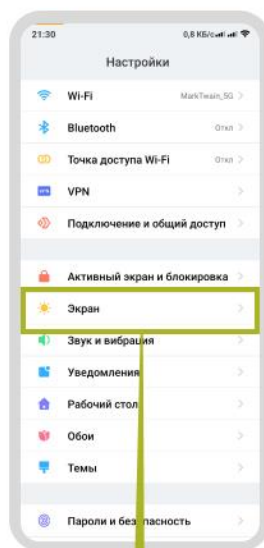 21:30 0,8 КБ/с
Настройки
Wi-Fi MarkTwain_5G
Bluetooth Откл
Точка доступа Wi-Fi Откл
VPN
Подключение и общий доступ
Активный экран и блокировка
Экран
Звук и вибрация
Уведомления
Рабочий стол
Обои
Темы
Пароли и безопасность